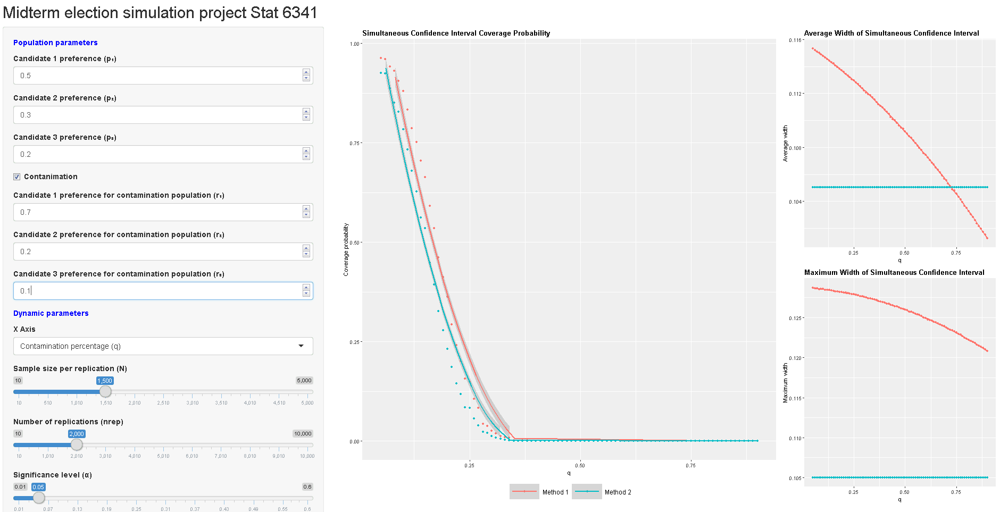 Midterm election simulation project Stat 6341
Population parameters
Candidate 1 preference (p₁)
0.5
Candidate 2 preference (p₂)
0.3
Candidate 3 preference (p₃)
0.2
Contanimation
Candidate 1 preference for contamination population (r₁)
0.7
Candidate 2 preference for contamination population (r₂)
0.2
Candidate 3 preference for contamination population (r₃)
0.1
Dynamic parameters
X Axis
Contamination percentage (q)
Sample size per replication (N)
10 1,500 5,000
10 510 1,010 1,510 2,010 2,510 3,010 3,510 4,010 4,510 5,000
Number of replications (nrep)
10 2,000 10,000
10 1,010 2,010 3,010 4,010 5,010 6,010 7,010 8,010 9,010 10,000
Significance level (α)
0.01 0.05 0.6
0.01 0.07 0.13 0.19 0.25 0.31 0.37 0.43 0.49 0.55 0.6
Simultaneous Confidence Interval Coverage Probability
1.00
0.75
0.50
0.25
0.00
Coverage probability
0.25 0.50 0.75
q
Method 1 Method 2
Average Width of Simultaneous Confidence Interval
0.116
0.112
0.108
0.104
Average width
0.25 0.50 0.75
q
Maximum Width of Simultaneous Confidence Interval
0.125
0.120
0.115
0.110
0.105
Maximum width
0.25 0.50 0.75
q